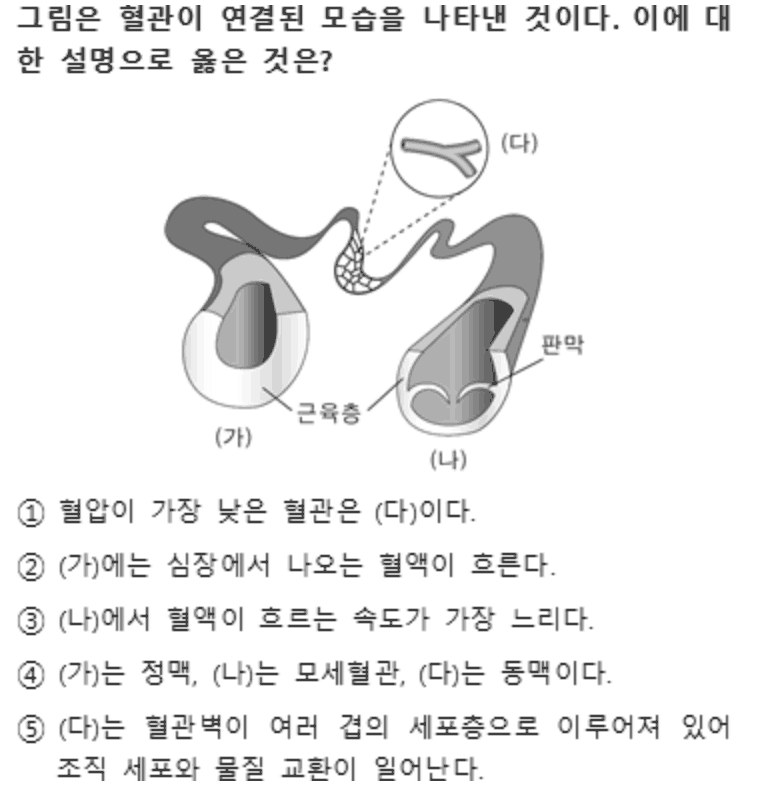 그림은 혈관이 연결된 모습을 나타낸 것이다. 이에 대
한 설명으로 옳은 것은?
(다)
판막
근육층
(가)
(나)
① 혈압이 가장 낮은 혈관은 (다)이다.
② (가)에는 심장에서 나오는 혈액이 흐른다.
③ (나)에서 혈액이 흐르는 속도가 가장 느리다.
④ (가)는 정맥, (나)는 모세혈관, (다)는 동맥이다.
⑤ (다)는 혈관벽이 여러 겹의 세포층으로 이루어져 있어
조직 세포와 물질 교환이 일어난다.